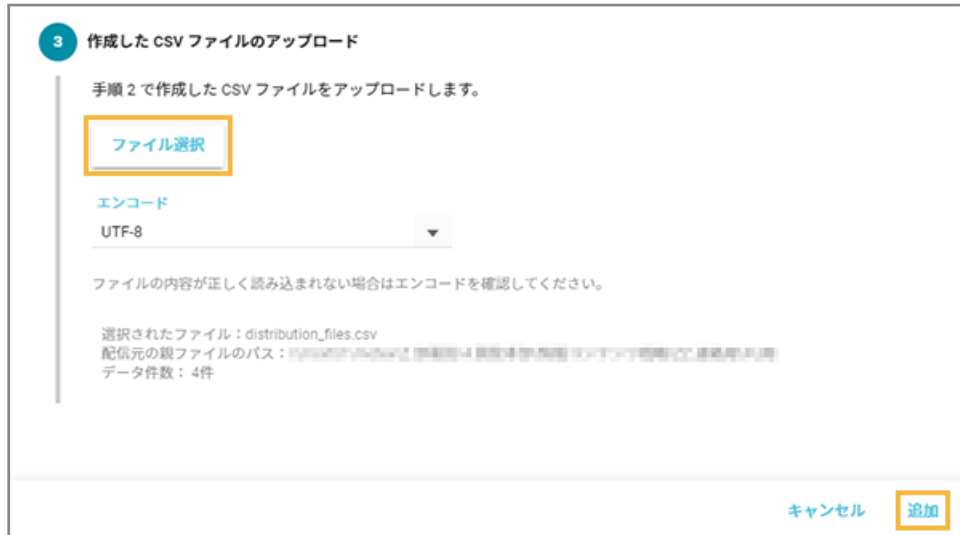 3 作成した CSV ファイルのアップロード
手順 2 で作成した CSV ファイルをアップロードします。
ファイル選択
エンコード
UTF-8
ファイルの内容が正しく読み込まれない場合はエンコードを確認してください。
選択されたファイル：distribution_files.csv
配信元の親ファイルのパス：
データ件数： 4件
キャンセル 追加